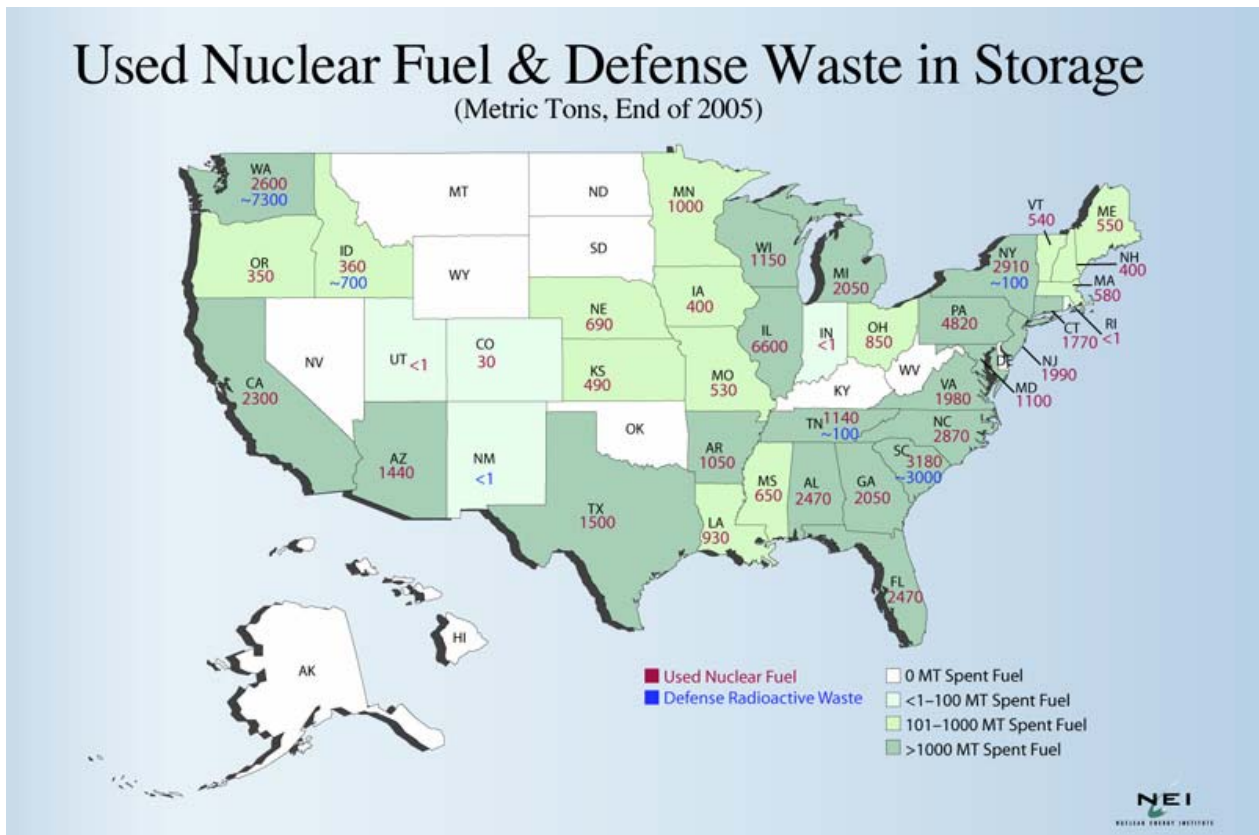 Used Nuclear Fuel & Defense Waste in Storage
(Metric Tons, End of 2005)
WA
2600
~7300
MT
ND
MN
1000
VT
540
ME
550
OR
350
ID
360
~700
SD
WI
1150
MI
2050
NY
2910
~100
NH
400
WY
MA
580
IA
400
NE
690
PA
4820
IL
6600
IN
<1
OH
850
CT
1770
RI
<1
NV
UT <1
CO
30
NJ
1990
DE
CA
2300
KS
490
MO
530
WV
KY
VA
1980
MD
1100
TN
1140
~100
NC
2870
OK
AZ
1440
NM
<1
AR
1050
SC
3180
~3000
MS
650
AL
2470
GA
2050
TX
1500
LA
930
FL
2470
HI
AK
Used Nuclear Fuel
Defense Radioactive Waste
0 MT Spent Fuel
<1–100 MT Spent Fuel
101–1000 MT Spent Fuel
>1000 MT Spent Fuel
NEI
NUCLEAR ENERGY INSTITUTE